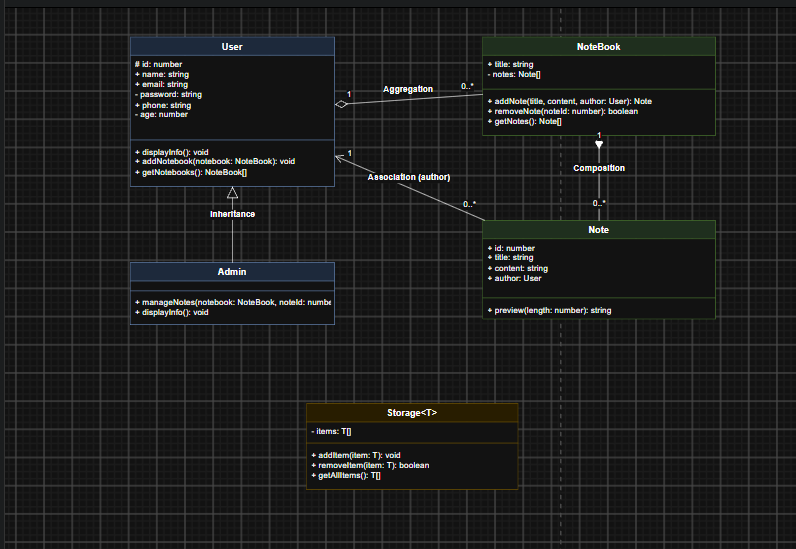 User
# id: number
+ name: string
+ email: string
- password: string
+ phone: string
- age: number
+ displayInfo(): void
+ addNotebook(notebook: NoteBook): void
+ getNotebooks(): NoteBook[]
1
Aggregation
0..*
NoteBook
+ title: string
- notes: Note[]
+ addNote(title, content, author: User): Note
+ removeNote(noteId: number): boolean
+ getNotes(): Note[]
1
Composition
0..*
1
Association (author)
0..*
Inheritance
Note
+ id: number
+ title: string
+ content: string
+ author: User
+ preview(length: number): string
Admin
+ manageNotes(notebook: NoteBook, noteId: numbe
+ displayInfo(): void
Storage<T>
- items: T[]
+ addItem(item: T): void
+ removeItem(item: T): boolean
+ getAllItems(): T[]